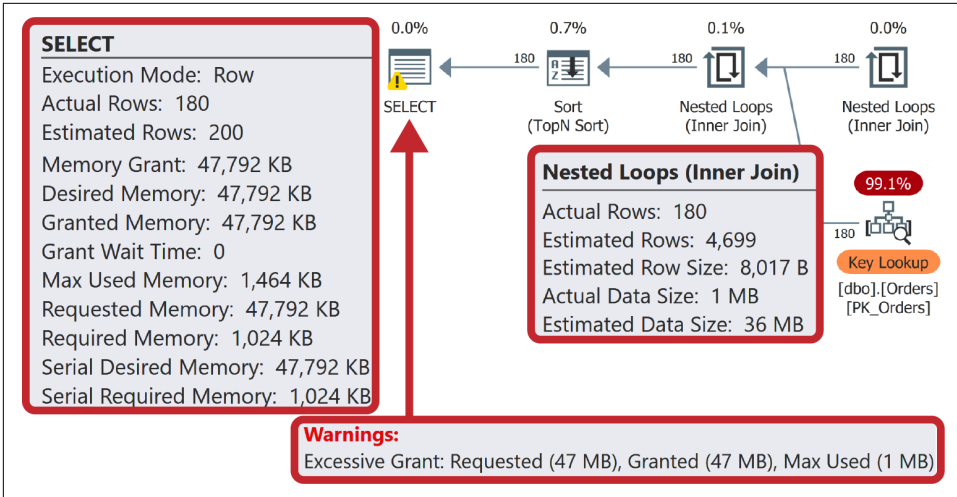 SELECT
Execution Mode: Row
Actual Rows: 180
Estimated Rows: 200
Memory Grant: 47,792 KB
Desired Memory: 47,792 KB
Granted Memory: 47,792 KB
Grant Wait Time: 0
Max Used Memory: 1,464 KB
Requested Memory: 47,792 KB
Required Memory: 1,024 KB
Serial Desired Memory: 47,792 KB
Serial Required Memory: 1,024 KB
0.0%
0.7%
0.1%
0.0%
180
180
180
SELECT
Sort
(TopN Sort)
Nested Loops
(Inner Join)
Nested Loops
(Inner Join)
Nested Loops (Inner Join)
Actual Rows: 180
Estimated Rows: 4,699
Estimated Row Size: 8,017 B
Actual Data Size: 1 MB
Estimated Data Size: 36 MB
99.1%
180
Key Lookup
[dbo].[Orders]
[PK_Orders]
Warnings:
Excessive Grant: Requested (47 MB), Granted (47 MB), Max Used (1 MB)